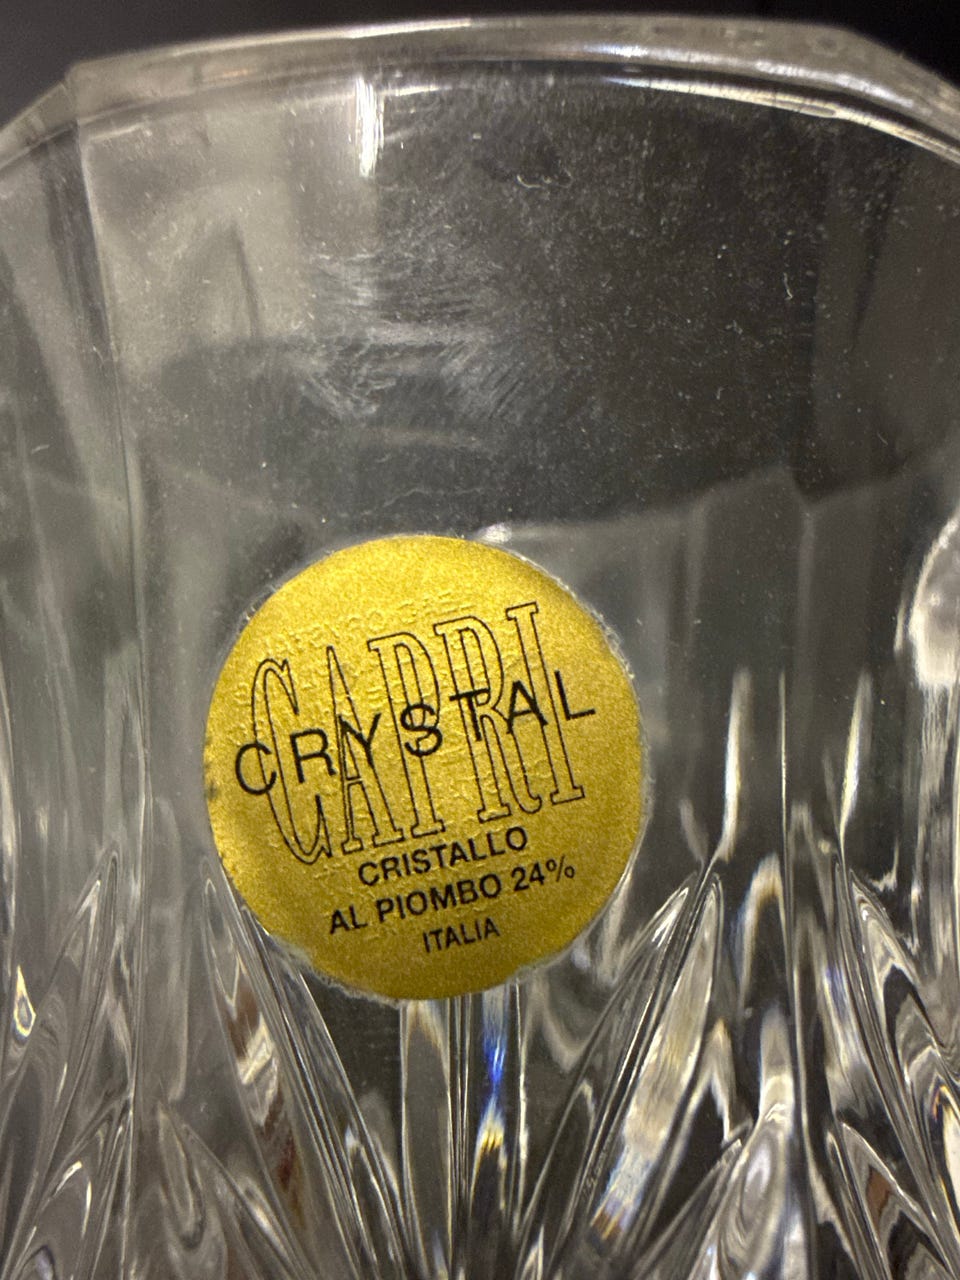 CAPRI
CRYSTAL
CRISTALLO
AL PIOMBO 24%
ITALIA